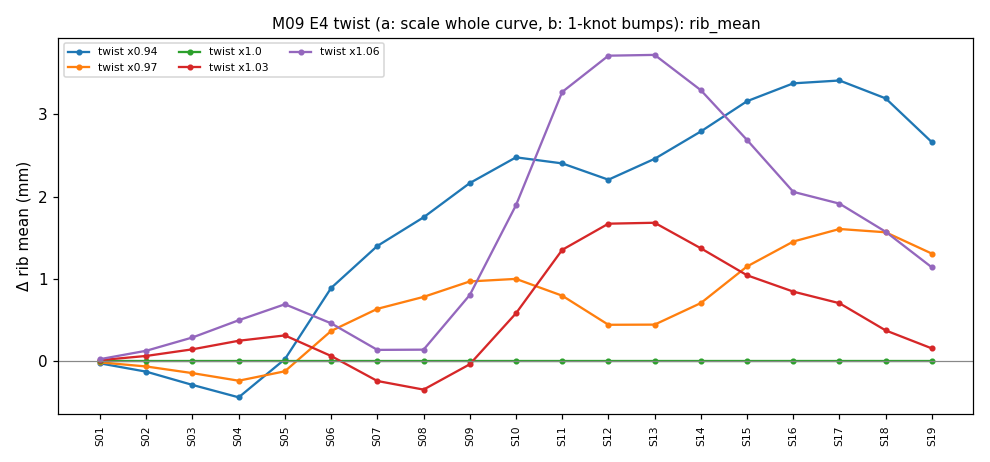 M09 E4 twist (a: scale whole curve, b: 1-knot bumps): rib_mean
twist x0.94
twist x0.97
twist x1.0
twist x1.03
twist x1.06
Δ rib mean (mm)
3
2
1
0
S01
S02
S03
S04
S05
S06
S07
S08
S09
S10
S11
S12
S13
S14
S15
S16
S17
S18
S19